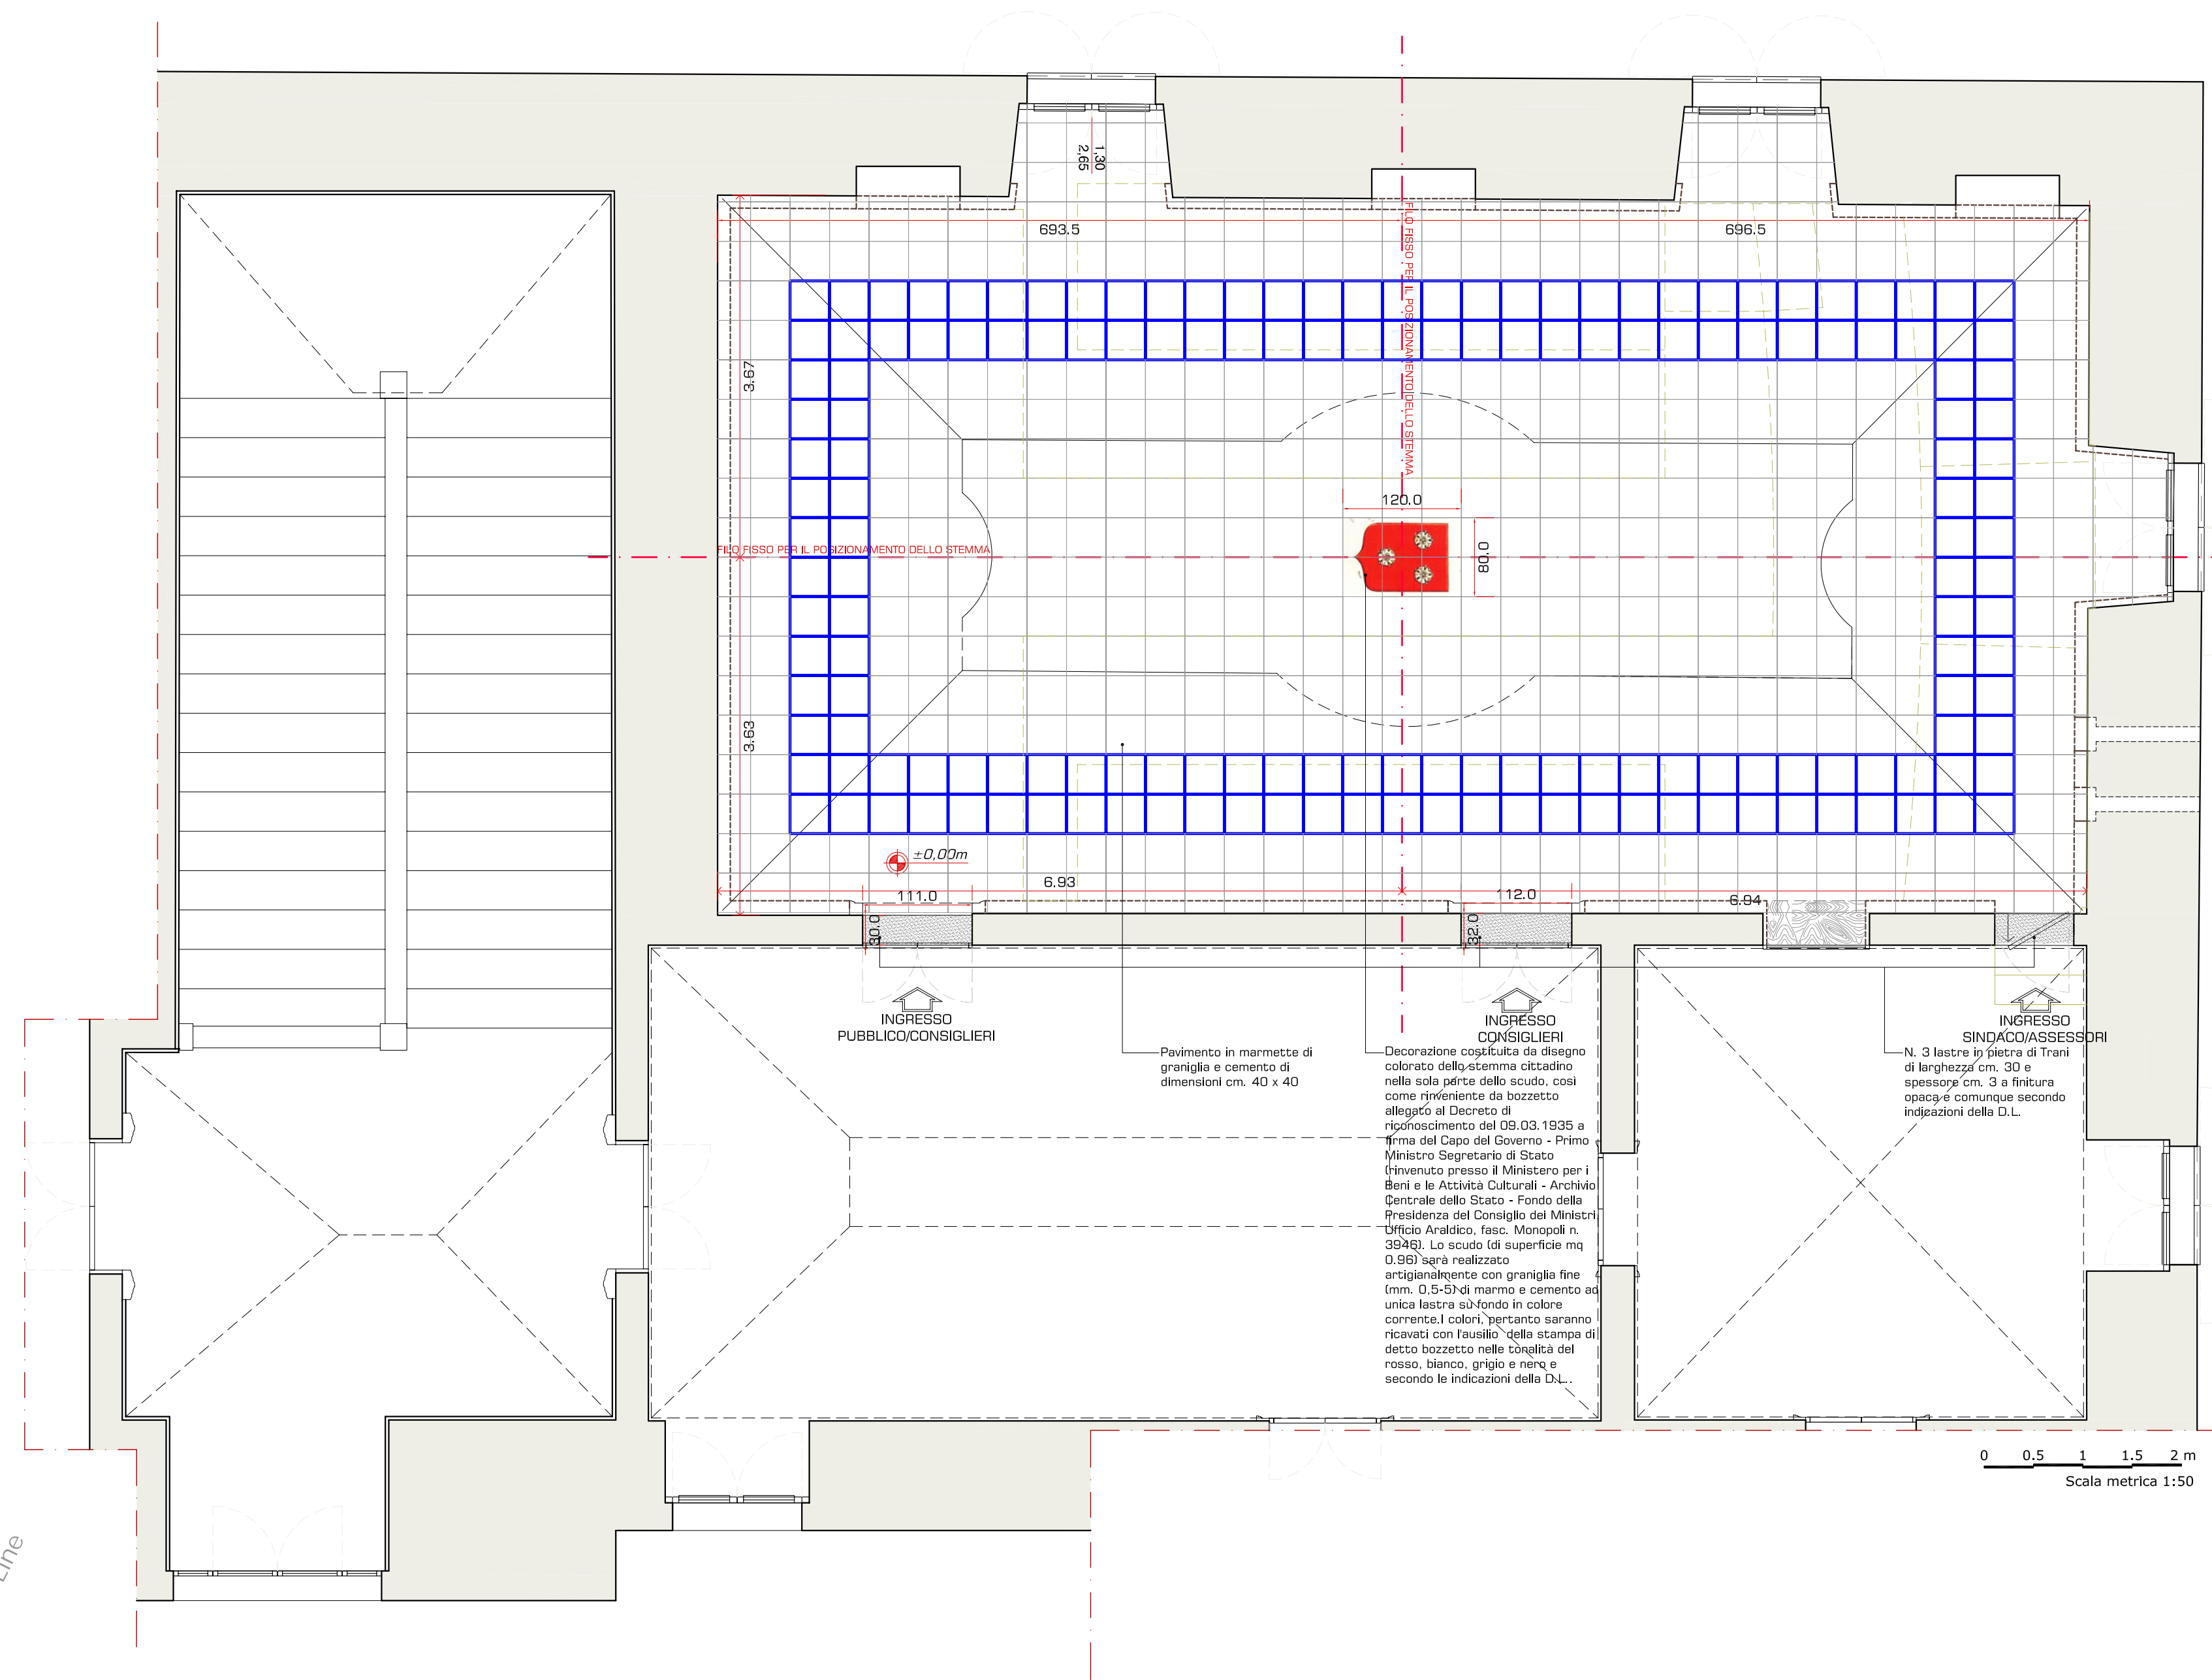 1,30
2,65
693.5
696.5
FILO FISSO PER IL POSIZIONAMENTO DELLO STEMMA
3.67
120.0
80.0
FILO FISSO PER IL POSIZIONAMENTO DELLO STEMMA
3.63
±0,00m
6.93
111.0
112.0
6.94
30.0
32.0
INGRESSO
PUBBLICO/CONSIGLIERI
INGRESSO
CONSIGLIERI
INGRESSO
SINDACO/ASSESSORI
Pavimento in marmette di
graniglia e cemento di
dimensioni cm. 40 x 40
Decorazione costituita da disegno
colorato dello stemma cittadino
nella sola parte dello scudo, così
come rinveniente da bozzetto
allegato al Decreto di
riconoscimento del 09.03.1935 a
firma del Capo del Governo - Primo
Ministro Segretario di Stato
(rinvenuto presso il Ministero per i
Beni e le Attività Culturali - Archivio
Centrale dello Stato - Fondo della
Presidenza del Consiglio dei Ministri
Ufficio Araldico, fasc. Monopoli n.
3946). Lo scudo (di superficie mq
0.96) sarà realizzato
artigianalmente con graniglia fine
(mm. 0,5-5) di marmo e cemento ad
unica lastra su fondo in colore
corrente.I colori, pertanto saranno
ricavati con l'ausilio della stampa di
detto bozzetto nelle tonalità del
rosso, bianco, grigio e nero e
secondo le indicazioni della D.L..
N. 3 lastre in pietra di Trani
di larghezza cm. 30 e
spessore cm. 3 a finitura
opaca e comunque secondo
indicazioni della D.L.
0 0.5 1 1.5 2 m
Scala metrica 1:50
Line